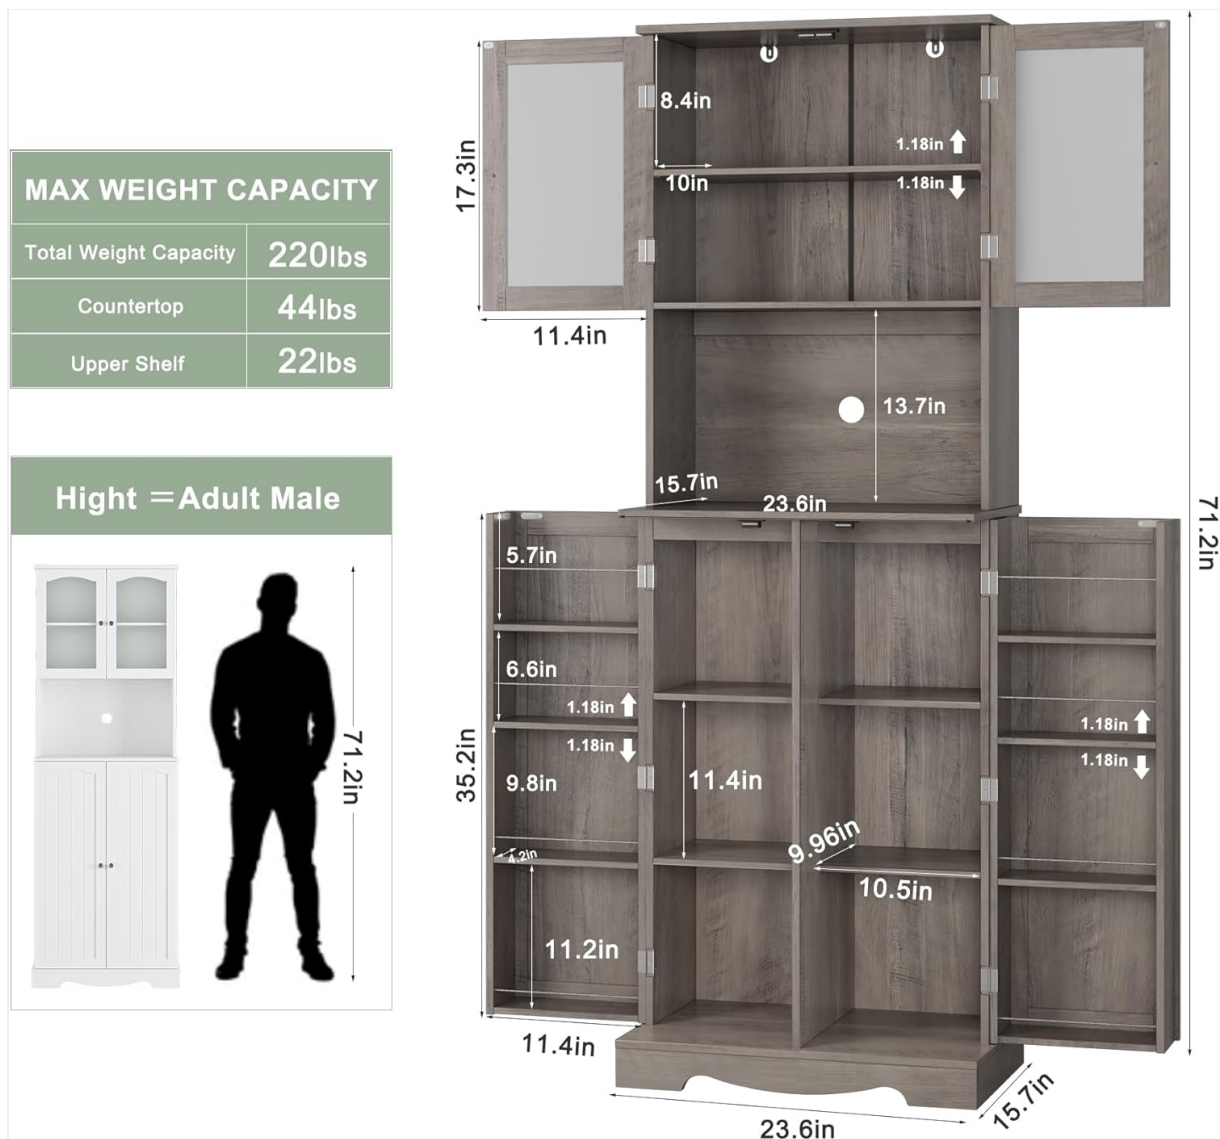 MAX WEIGHT CAPACITY
Total Weight Capacity 220lbs
Countertop 44lbs
Upper Shelf 22lbs
Hight =Adult Male
71.2in
17.3in
11.4in
8.4in
10in
1.18in
1.18in
13.7in
15.7in
23.6in
71.2in
35.2in
5.7in
6.6in
1.18in
1.18in
9.8in
4.2in
11.2in
11.4in
11.4in
9.96in
10.5in
1.18in
1.18in
23.6in
15.7in